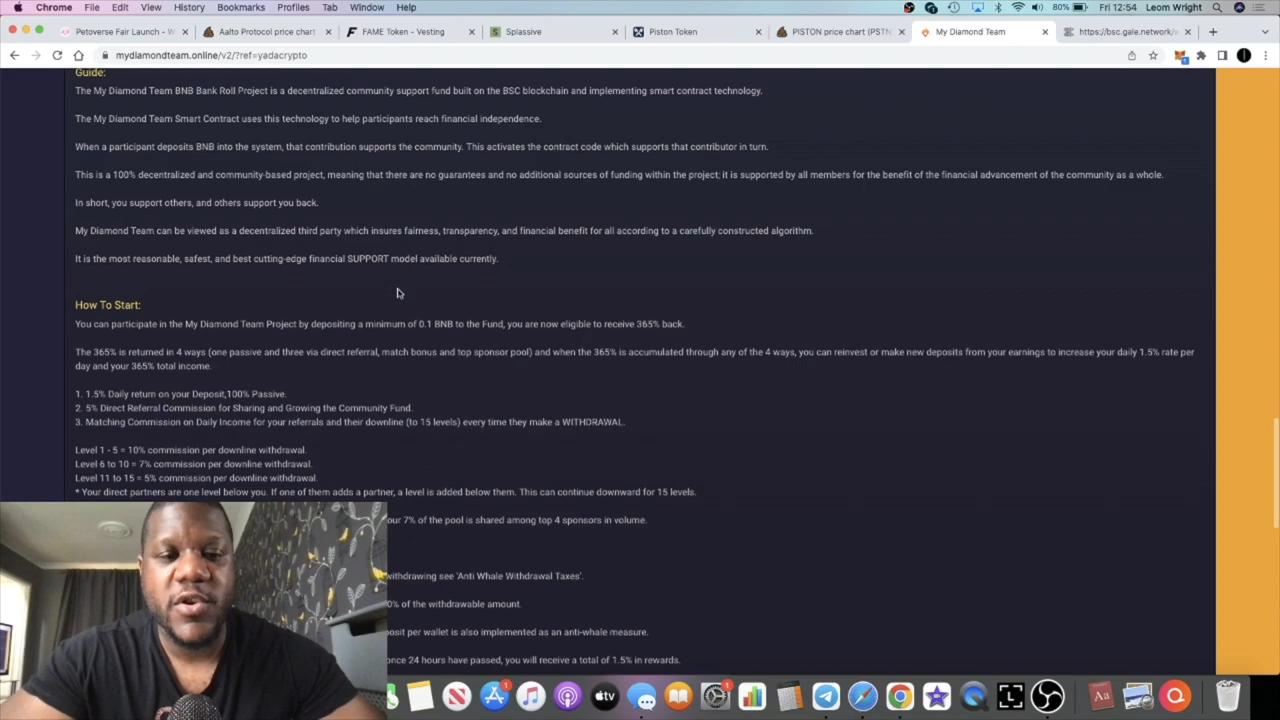 Chrome File Edit View History Bookmarks Profiles Tab Window Help 80% Fri 12:54 Leom Wright
Petoverse Fair Launch - W Aalto Protocol price chart FAME Token - Vesting Splassive Piston Token PISTON price chart (PSTN My Diamond Team https://bsc.gale.network/
mydiamondteam.online/v2/?ref=yadacrypto
Guide:
The My Diamond Team BNB Bank Roll Project is a decentralized community support fund built on the BSC blockchain and implementing smart contract technology.
The My Diamond Team Smart Contract uses this technology to help participants reach financial independence.
When a participant deposits BNB into the system, that contribution supports the community. This activates the contract code which supports that contributor in turn.
This is a 100% decentralized and community-based project, meaning that there are no guarantees and no additional sources of funding within the project; it is supported by all members for the benefit of the financial advancement of the community as a whole.
In short, you support others, and others support you back.
My Diamond Team can be viewed as a decentralized third party which insures fairness, transparency, and financial benefit for all according to a carefully constructed algorithm.
It is the most reasonable, safest, and best cutting-edge financial SUPPORT model available currently.
How To Start:
You can participate in the My Diamond Team Project by depositing a minimum of 0.1 BNB to the Fund, you are now eligible to receive 365% back.
The 365% is returned in 4 ways (one passive and three via direct referral, match bonus and top sponsor pool) and when the 365% is accumulated through any of the 4 ways, you can reinvest or make new deposits from your earnings to increase your daily 1.5% rate per
day and your 365% total income.
1. 1.5% Daily return on your Deposit,100% Passive.
2. 5% Direct Referral Commission for Sharing and Growing the Community Fund.
3. Matching Commission on Daily Income for your referrals and their downline (to 15 levels) every time they make a WITHDRAWAL.
Level 1 - 5 = 10% commission per downline withdrawal.
Level 6 to 10 = 7% commission per downline withdrawal.
Level 11 to 15 = 5% commission per downline withdrawal.
* Your direct partners are one level below you. If one of them adds a partner, a level is added below them. This can continue downward for 15 levels.
our 7% of the pool is shared among top 4 sponsors in volume.
withdrawing see 'Anti Whale Withdrawal Taxes'.
0% of the withdrawable amount.
posit per wallet is also implemented as an anti-whale measure.
once 24 hours have passed, you will receive a total of 1.5% in rewards.
tv
Aa